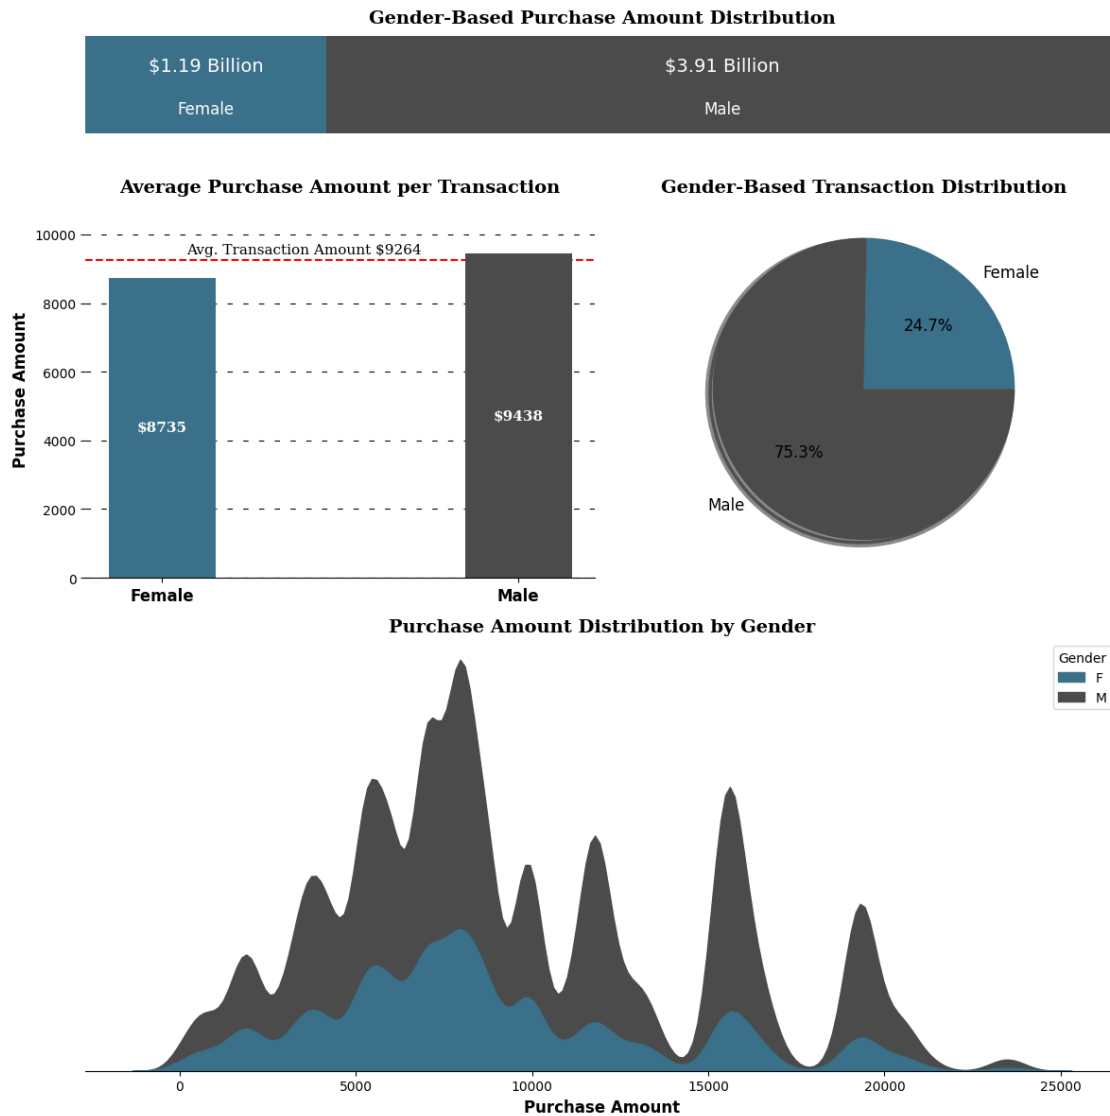 Gender-Based Purchase Amount Distribution
$1.19 Billion
Female
$3.91 Billion
Male
Average Purchase Amount per Transaction
Purchase Amount
10000
8000
6000
4000
2000
0
Avg. Transaction Amount $9264
$8735
$9438
Female
Male
Gender-Based Transaction Distribution
Female
24.7%
75.3%
Male
Purchase Amount Distribution by Gender
Gender
F
M
0
5000
10000
15000
20000
25000
Purchase Amount